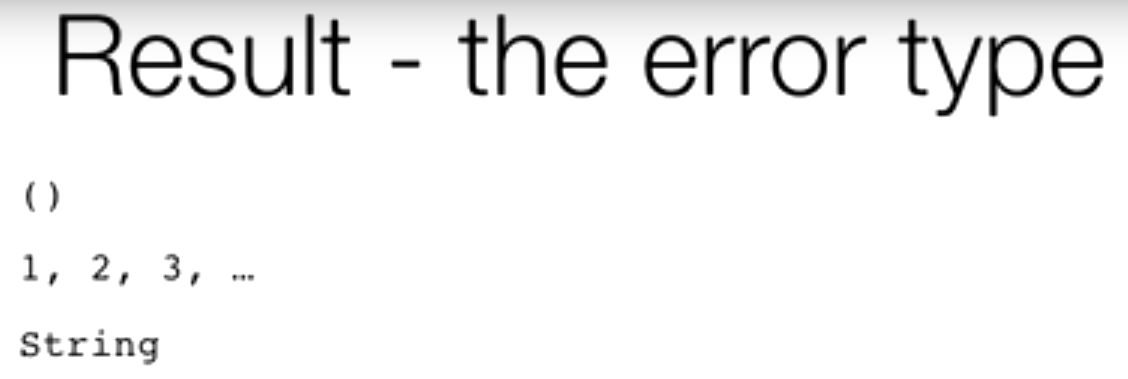 Result - the error type
()
1, 2, 3, …
String